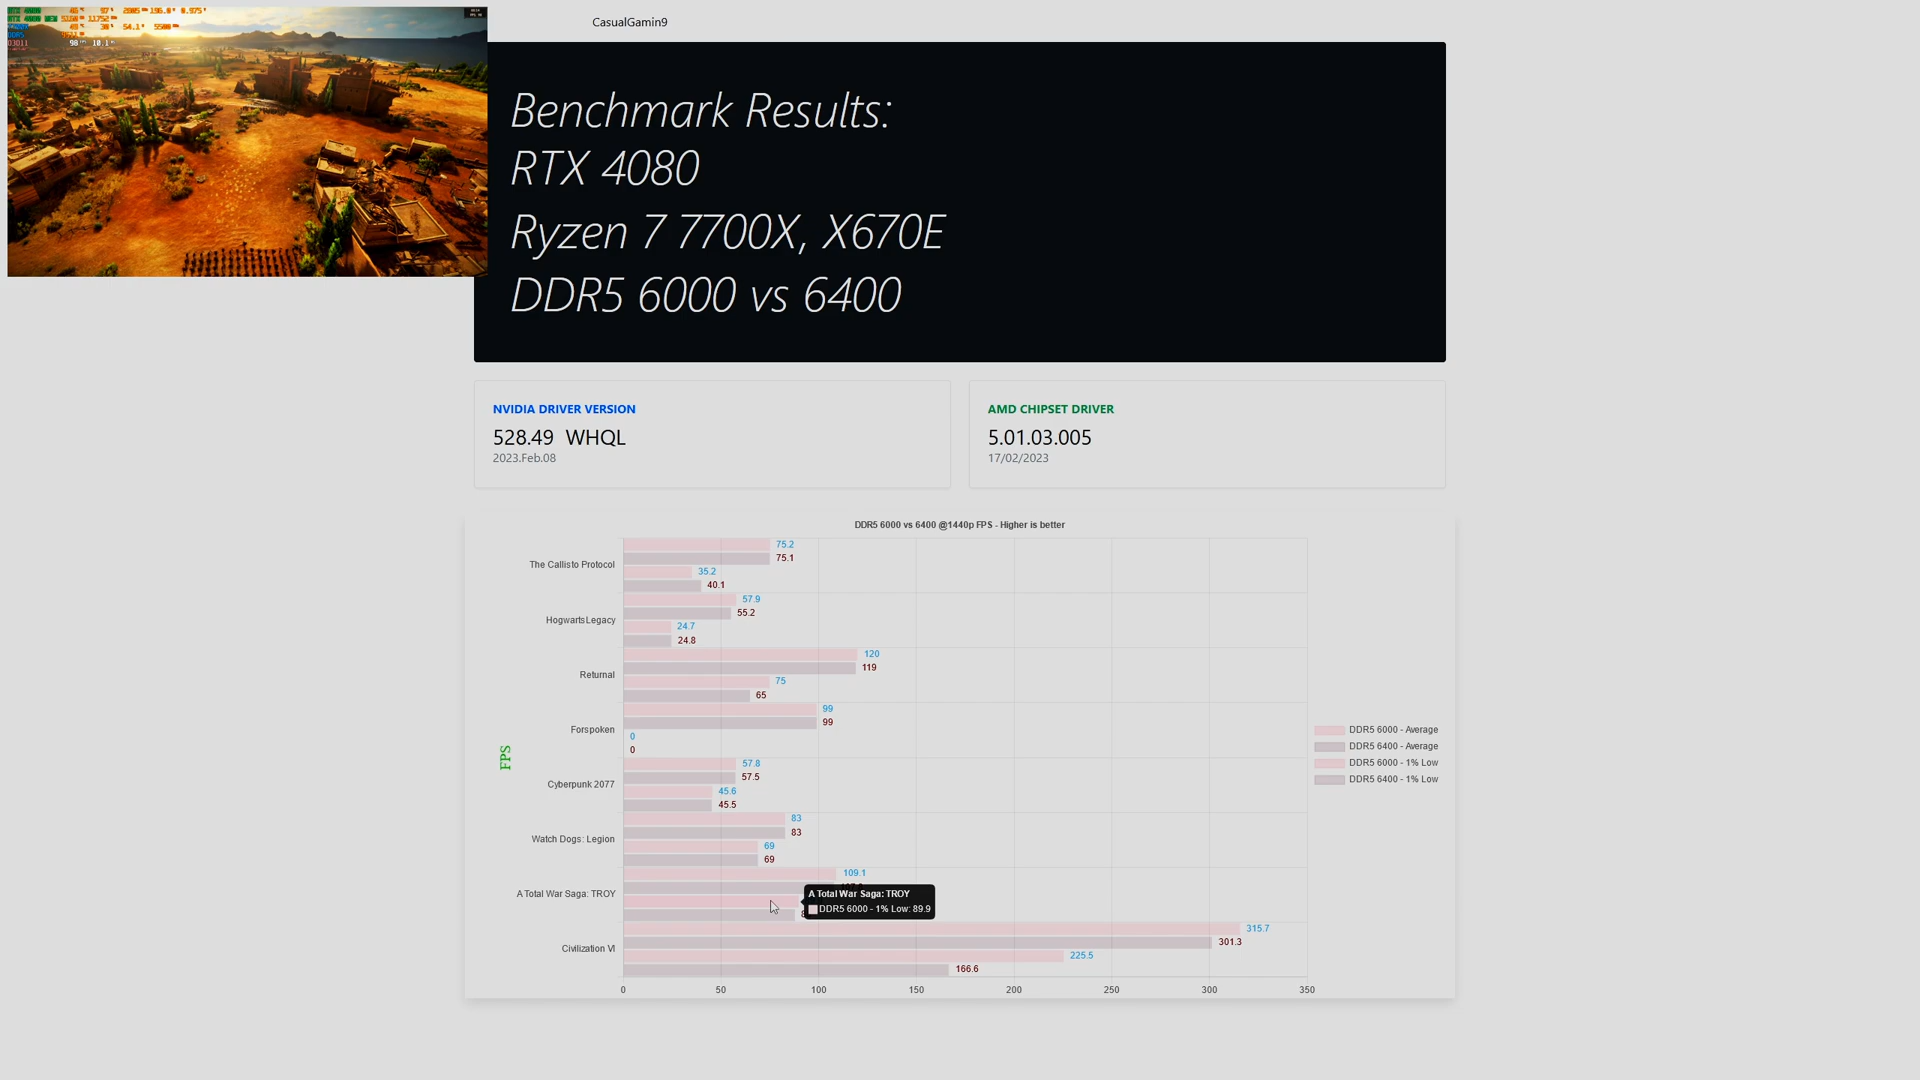 CasualGamin9
Benchmark Results:
RTX 4080
Ryzen 7 7700X, X670E
DDR5 6000 vs 6400
NVIDIA DRIVER VERSION
528.49 WHQL
2023.Feb.08
AMD CHIPSET DRIVER
5.01.03.005
17/02/2023
DDR5 6000 vs 6400 @1440p FPS - Higher is better
FPS
The Callisto Protocol
75.2
75.1
35.2
40.1
Hogwarts Legacy
57.9
55.2
24.7
24.8
Returnal
120
119
75
65
Forspoken
99
99
0
0
Cyberpunk 2077
57.8
57.5
45.6
45.5
Watch Dogs: Legion
83
83
69
69
A Total War Saga: TROY
109.1
A Total War Saga: TROY
DDR5 6000 - 1% Low: 89.9
Civilization VI
315.7
301.3
225.5
166.6
0 50 100 150 200 250 300 350
DDR5 6000 - Average
DDR5 6400 - Average
DDR5 6000 - 1% Low
DDR5 6400 - 1% Low